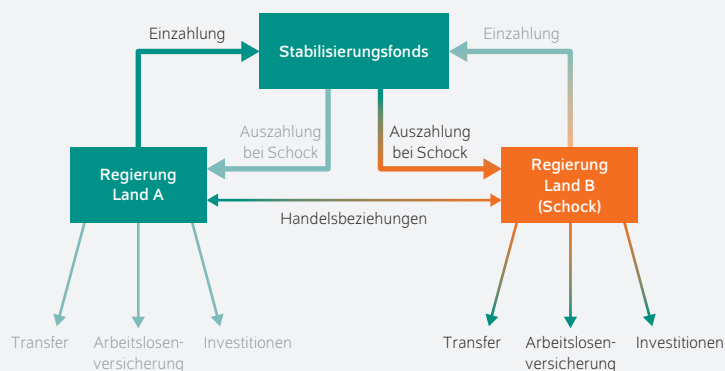 Einzahlung
Stabilisierungsfonds
Einzahlung
Auszahlung
bei Schock
Auszahlung
bei Schock
Regierung
Land A
Regierung
Land B
(Schock)
Handelsbeziehungen
Transfer
Arbeitslosen-
versicherung
Investitionen
Transfer
Arbeitslosen-
versicherung
Investitionen